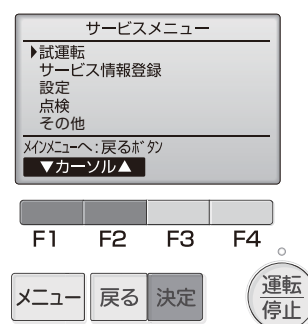 サービスメニュー
▶試運転
サービス情報登録
設定
点検
その他
ﾒｲﾝﾒﾆｭｰへ:戻るﾎﾞﾀﾝ
▼カーソル▲
F1 F2 F3 F4
メニュー 戻る 決定 運転
停止